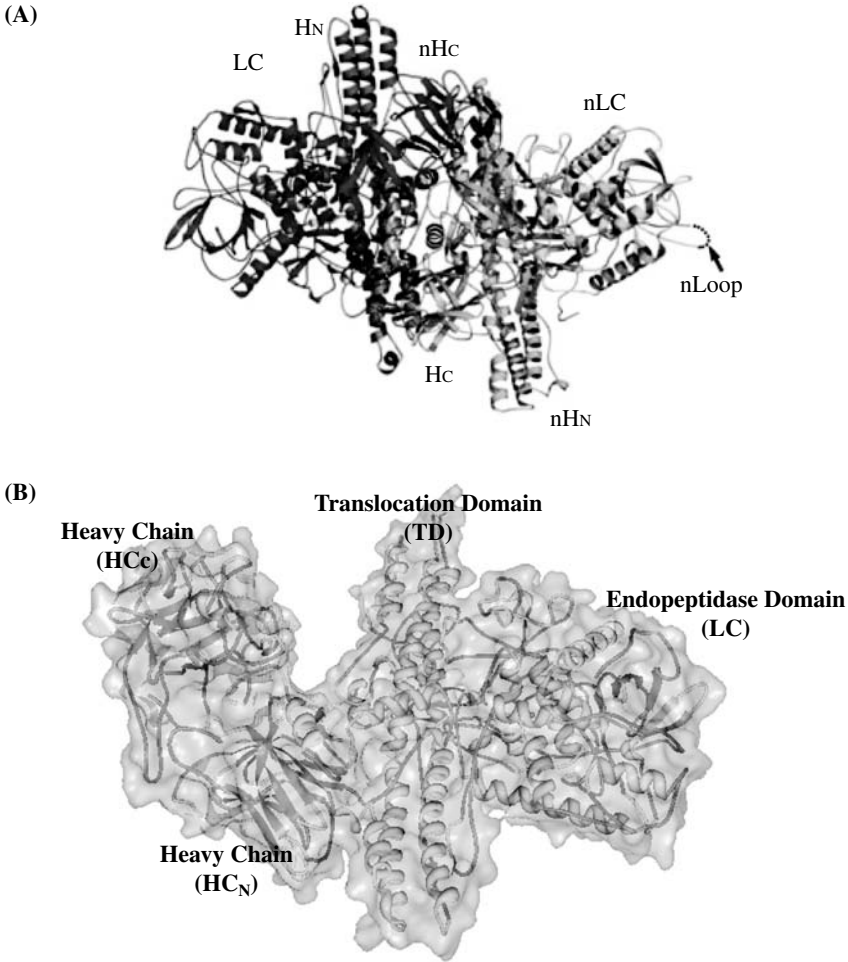 (A)
HN
nHC
LC
nLC
nLoop
HC
nHN
(B)
Translocation Domain
(TD)
Heavy Chain
(HCc)
Endopeptidase Domain
(LC)
Heavy Chain
(HCN)